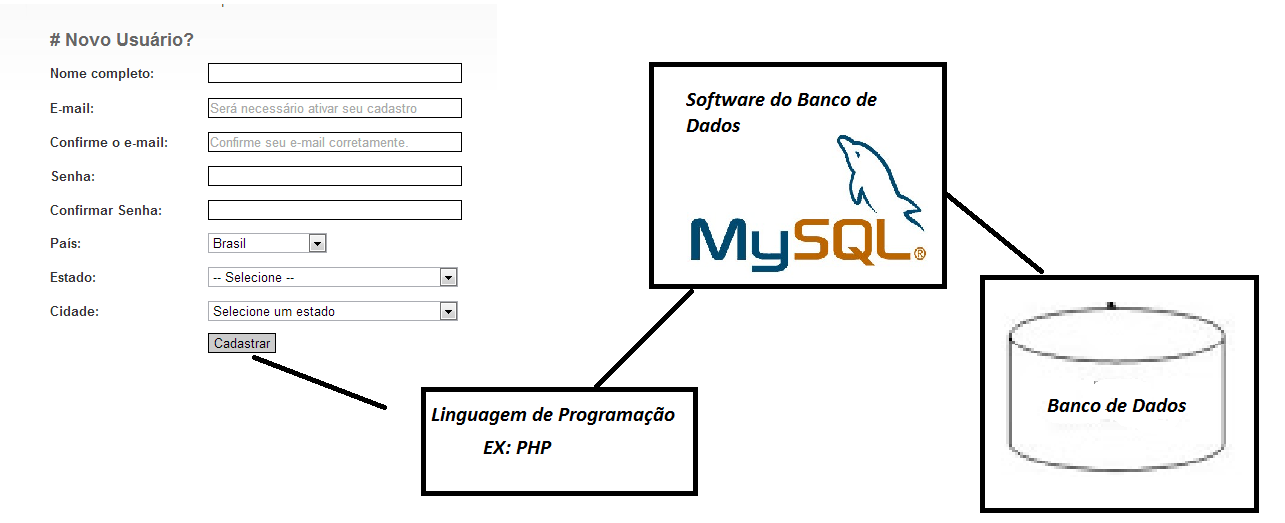 # Novo Usuário?
Nome completo:
E-mail:
Será necessário ativar seu cadastro
Confirme o e-mail:
Confirme seu e-mail corretamente.
Senha:
Confirmar Senha:
País:
Brasil
Estado:
-- Selecione --
Cidade:
Selecione um estado
Cadastrar
Linguagem de Programação
EX: PHP
Software do Banco de
Dados
MySQL®
Banco de Dados